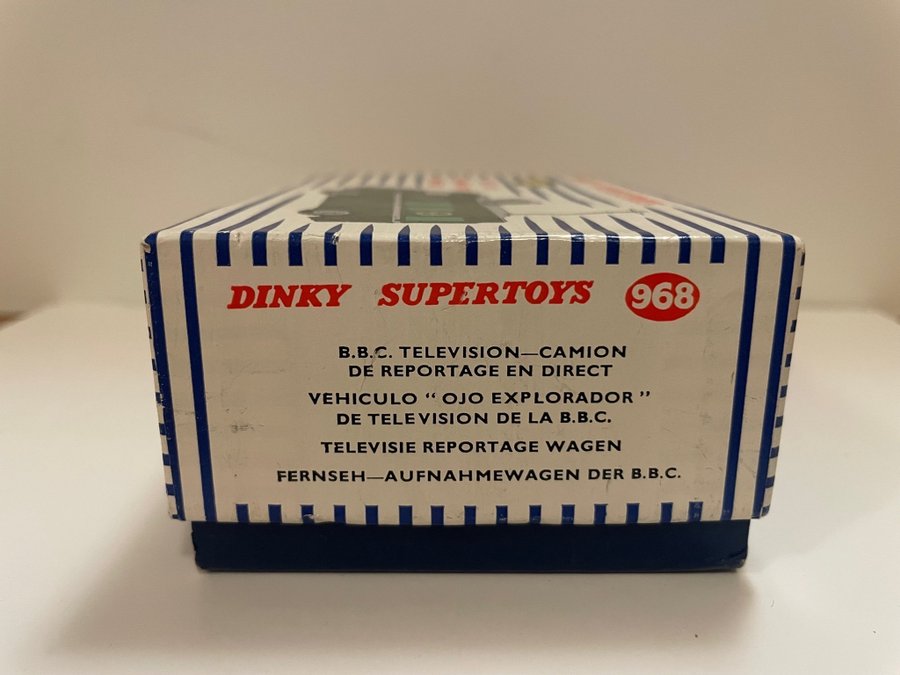 DINKY SUPERTOYS 968
B.B.C. TELEVISION—CAMION
DE REPORTAGE EN DIRECT
VEHICULO “ OJO EXPLORADOR ”
DE TELEVISION DE LA B.B.C.
TELEVISIE REPORTAGE WAGEN
FERNSEH—AUFNAHMEWAGEN DER B.B.C.